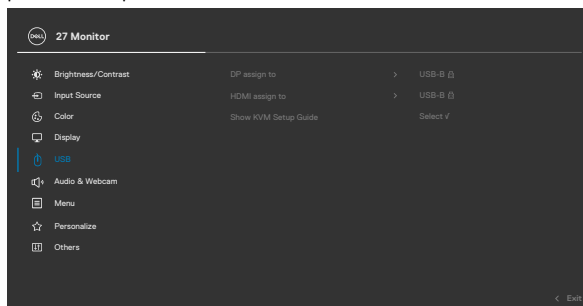 DELL 27 Monitor
Brightness/Contrast DP assign to > USB-B
Input Source HDMI assign to > USB-B
Color Show KVM Setup Guide Select √
Display
USB
Audio & Webcam
Menu
Personalize
Others
< Exit